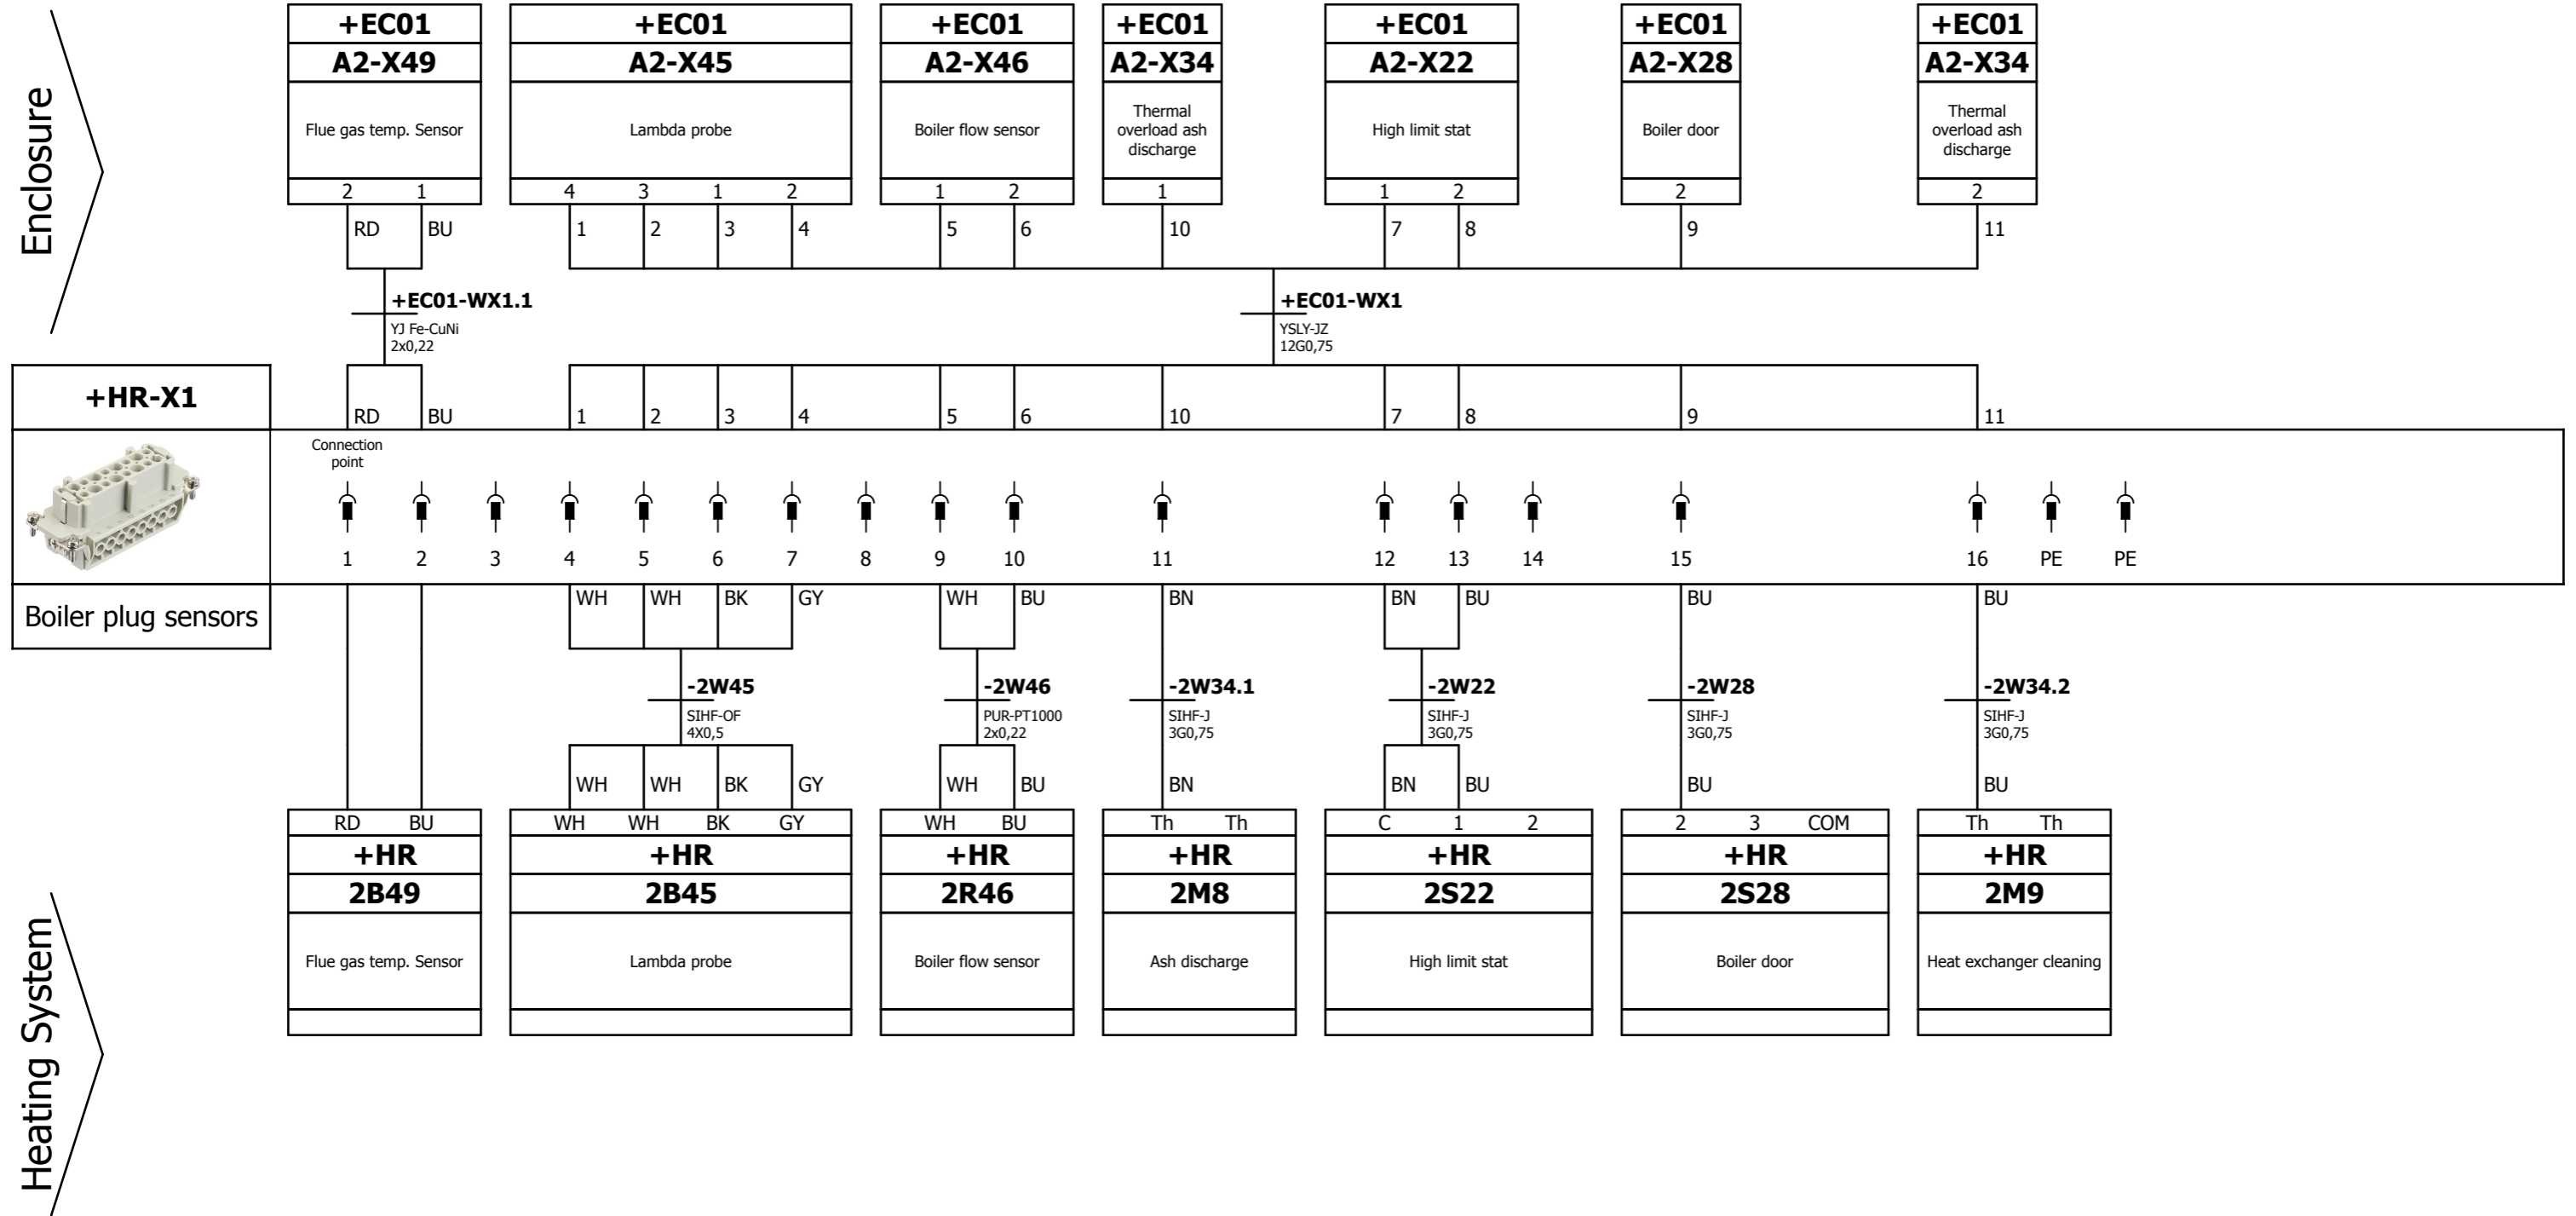 Enclosure
+EC01 +EC01 +EC01 +EC01 +EC01 +EC01 +EC01
A2-X49 A2-X45 A2-X46 A2-X34 A2-X22 A2-X28 A2-X34
Flue gas temp. Sensor
Lambda probe
Boiler flow sensor
Thermal
overload ash
discharge
High limit stat
Boiler door
Thermal
overload ash
discharge
2 1 4 3 1 2 1 2 1 1 2 2 2
RD BU 1 2 3 4 5 6 10 7 8 9 11
+EC01-WX1.1
YJ Fe-CuNi
2x0,22
+EC01-WX1
YSLY-JZ
12G0,75
+HR-X1
RD BU 1 2 3 4 5 6 10 7 8 9 11
Connection
point
1 2 3 4 5 6 7 8 9 10 11 12 13 14 15 16 PE PE
Boiler plug sensors
WH WH BK GY WH BU BN BN BU BU BU
-2W45
SIHF-OF
4X0,5
-2W46
PUR-PT1000
2x0,22
-2W34.1
SIHF-J
3G0,75
-2W22
SIHF-J
3G0,75
-2W28
SIHF-J
3G0,75
-2W34.2
SIHF-J
3G0,75
WH WH BK GY WH BU BN BN BU BU BU
RD BU WH WH BK GY WH BU Th Th C 1 2 2 3 COM Th Th
+HR +HR +HR +HR +HR +HR +HR
2B49 2B45 2R46 2M8 2S22 2S28 2M9
Flue gas temp. Sensor
Lambda probe
Boiler flow sensor
Ash discharge
High limit stat
Boiler door
Heat exchanger cleaning
Heating System